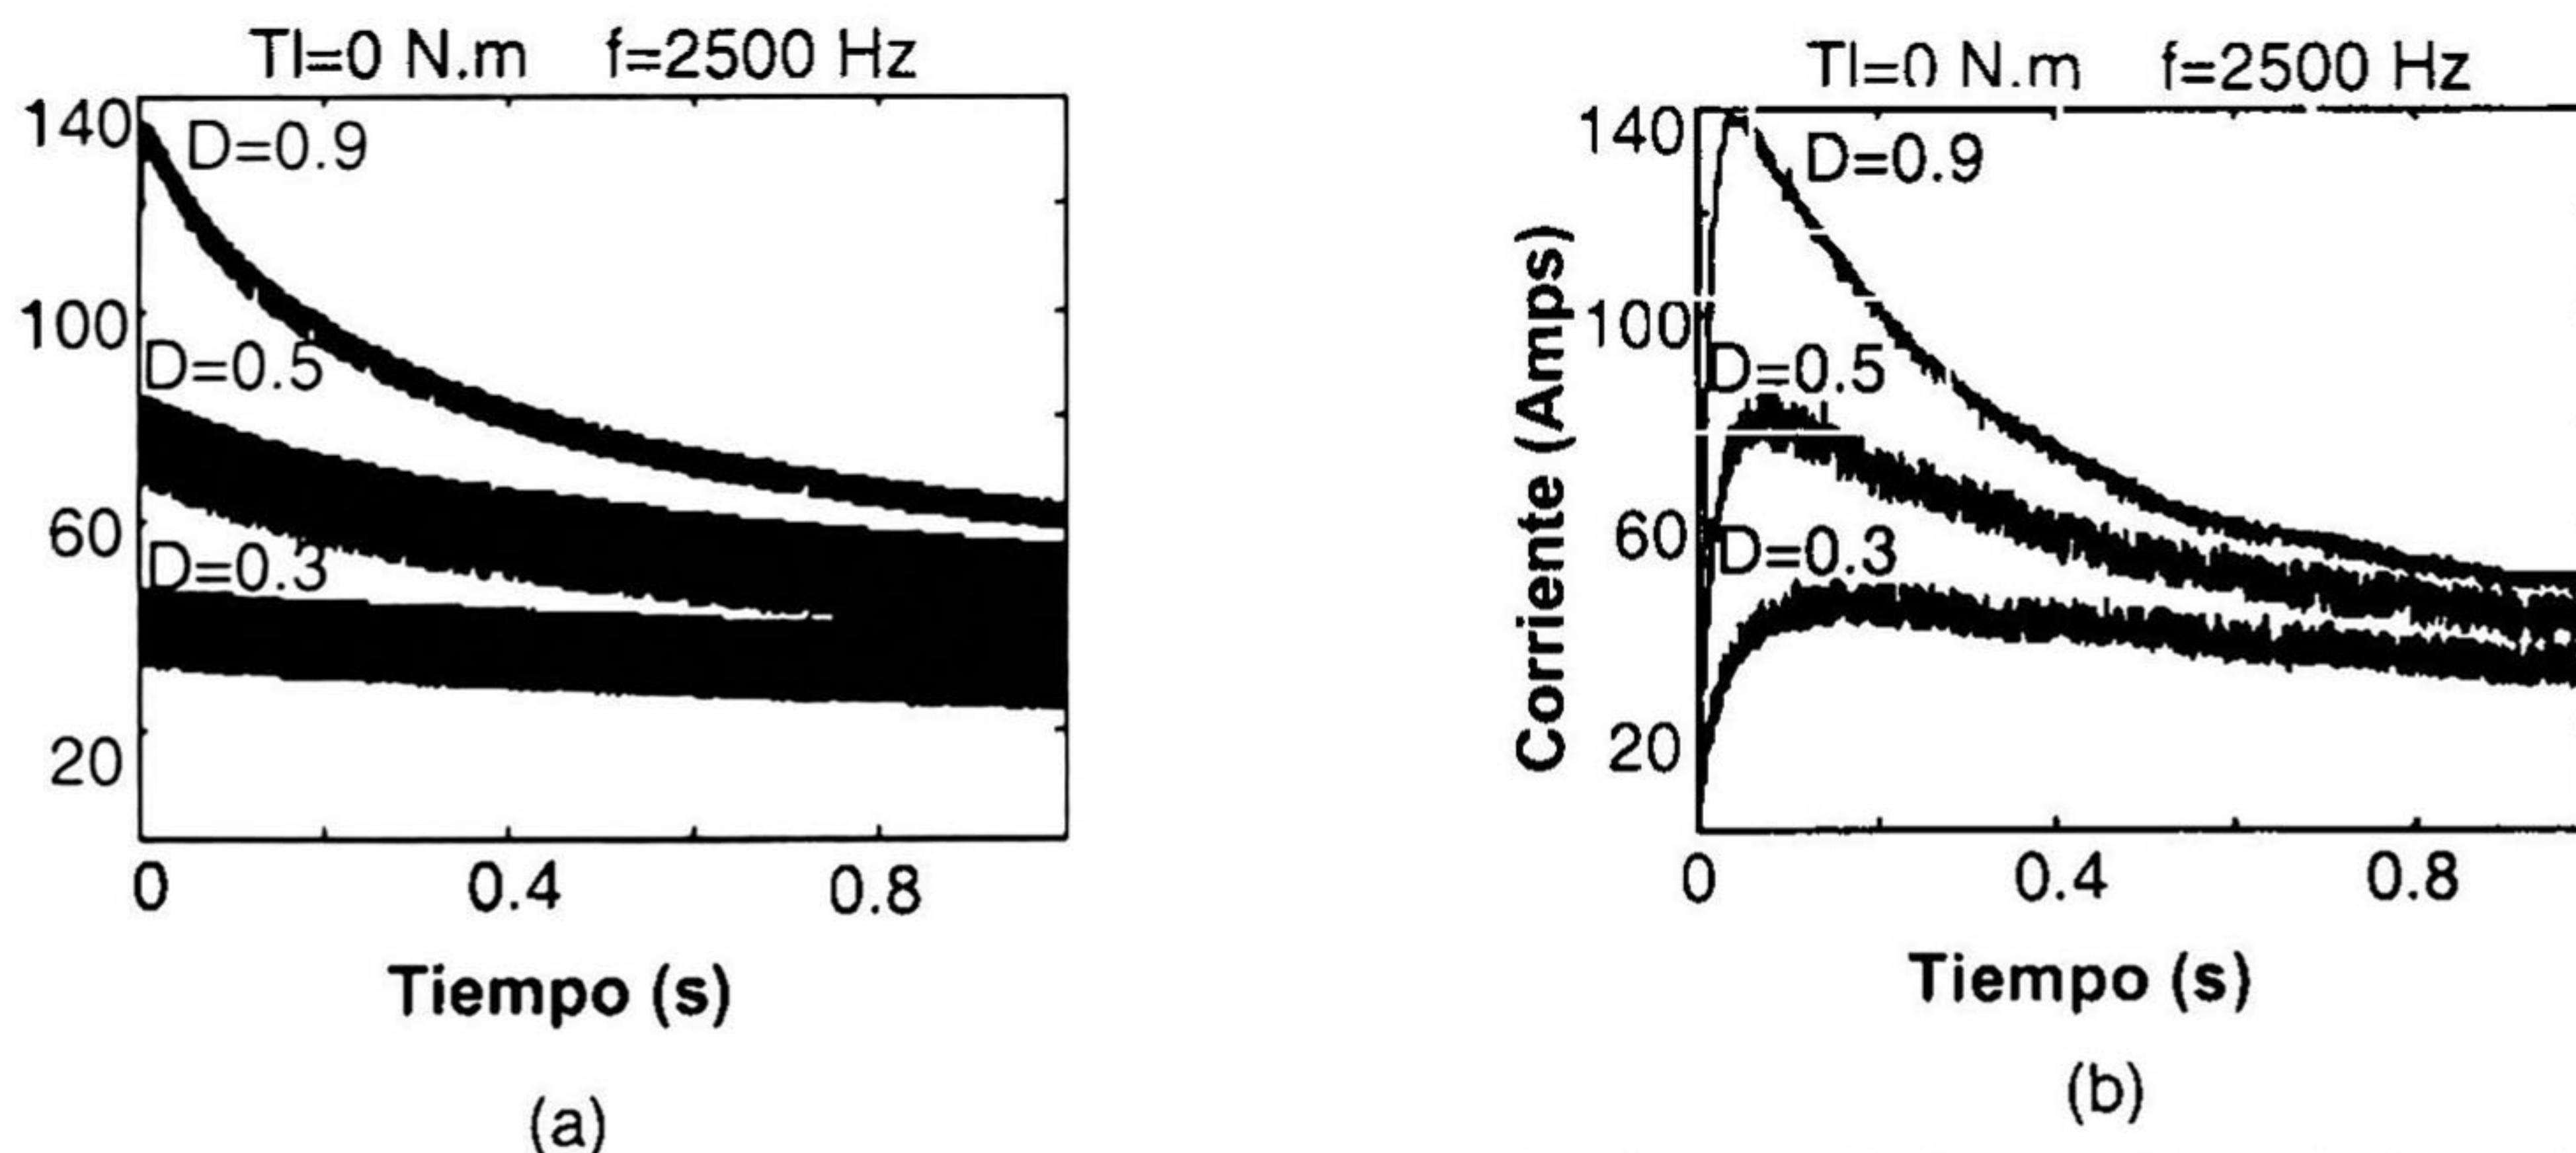 Tl=0 N.m f=2500 Hz
140
D=0.9
100
D=0.5
60
D=0.3
20
0 0.4 0.8
Tiempo (s)
(a)
Tl=0 N.m f=2500 Hz
140
D=0.9
100
D=0.5
60
D=0.3
20
Corriente (Amps)
0 0.4 0.8
Tiempo (s)
(b)